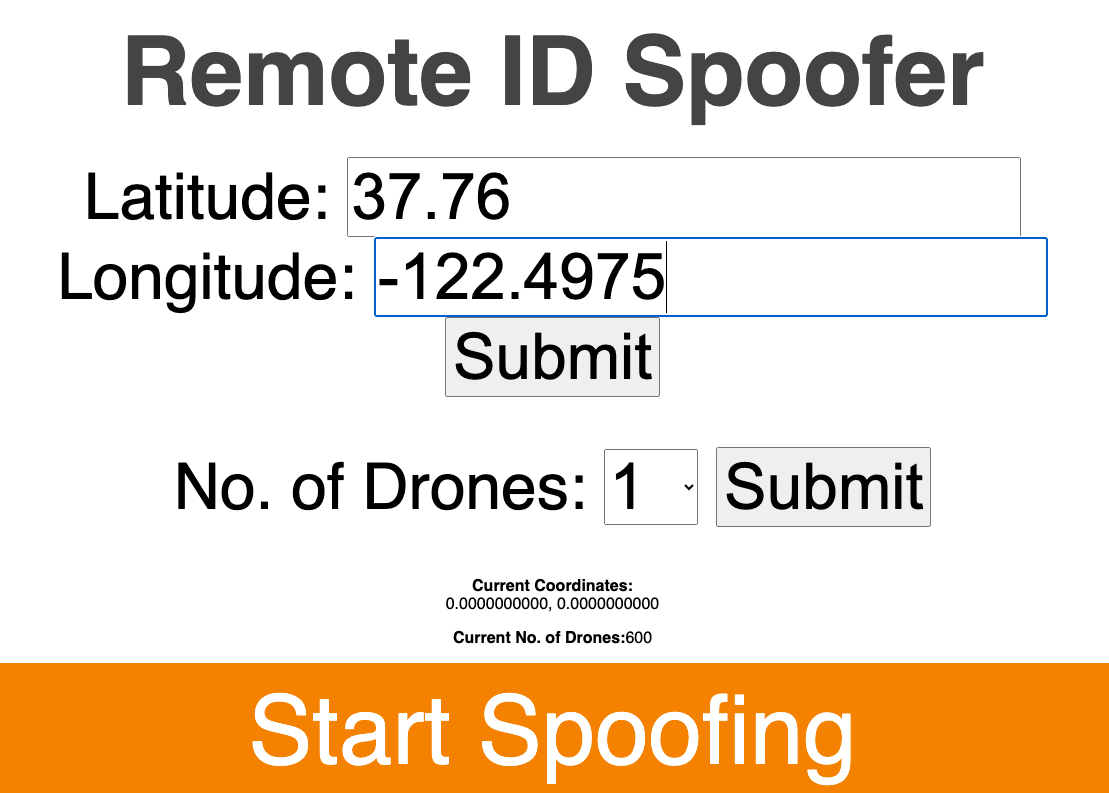 Remote ID Spoofer
Latitude: 37.76
Longitude: -122.4975
Submit
No. of Drones: 1 Submit
Current Coordinates:
0.0000000000, 0.0000000000
Current No. of Drones:600
Start Spoofing